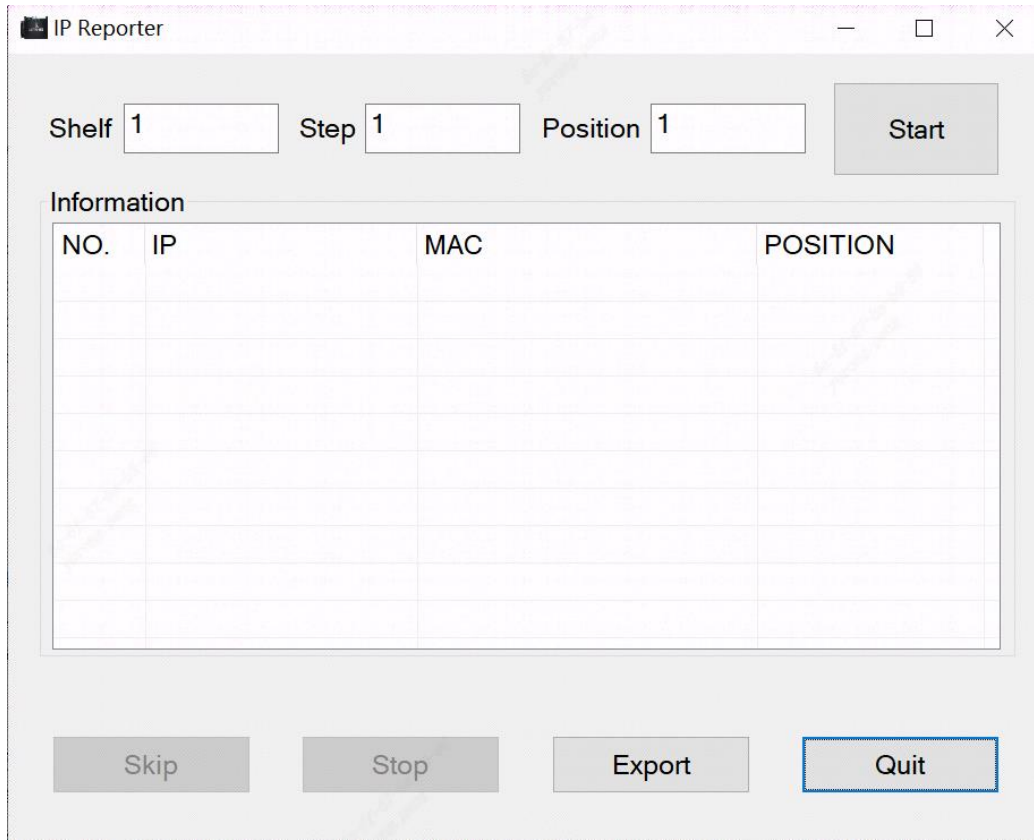 IP Reporter
Shelf 1 Step 1 Position 1 Start
Information
NO. IP MAC POSITION
Skip Stop Export Quit